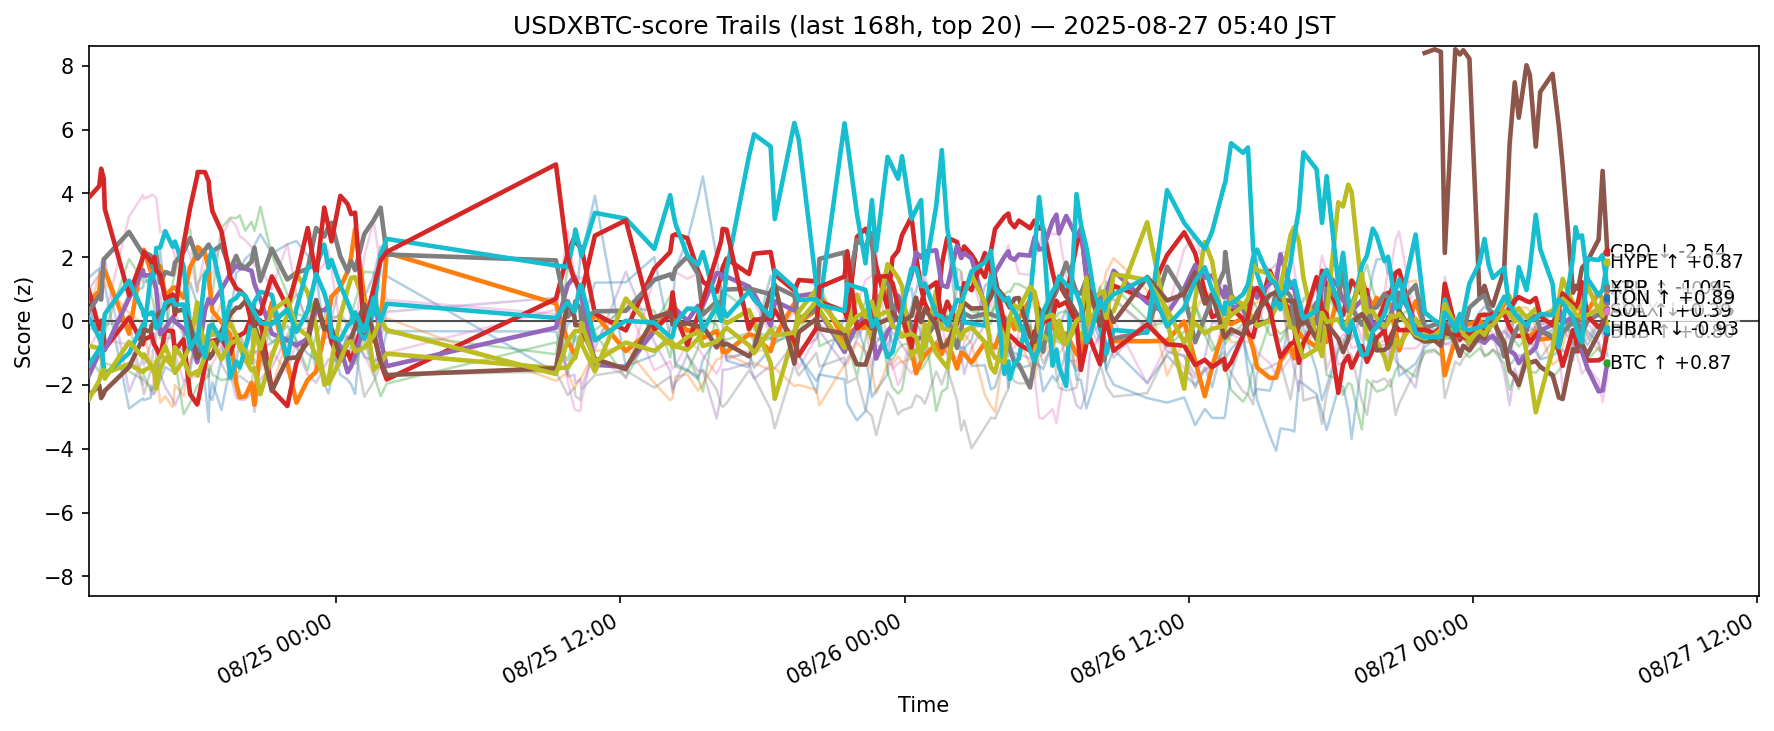 USDXBTC-score Trails (last 168h, top 20) — 2025-08-27 05:40 JST
Score (z)
8
6
4
2
0
−2
−4
−6
−8
CRO ↓ -2.54
HYPE ↑ +0.87
TON ↑ +0.89
SOL ↑ +0.39
HBAR ↓ -0.93
BTC ↑ +0.87
08/25 00:00
08/25 12:00
08/26 00:00
08/26 12:00
08/27 00:00
08/27 12:00
Time